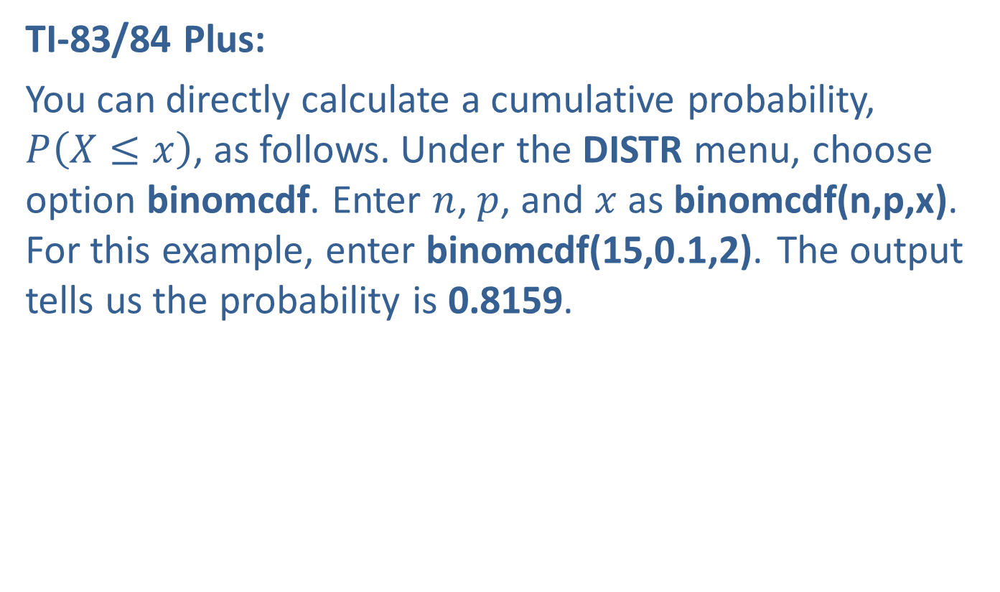 TI-83/84 Plus:
You can directly calculate a cumulative probability,
P(X ≤ x), as follows. Under the DISTR menu, choose
option binomcdf. Enter n, p, and x as binomcdf(n,p,x).
For this example, enter binomcdf(15,0.1,2). The output
tells us the probability is 0.8159.